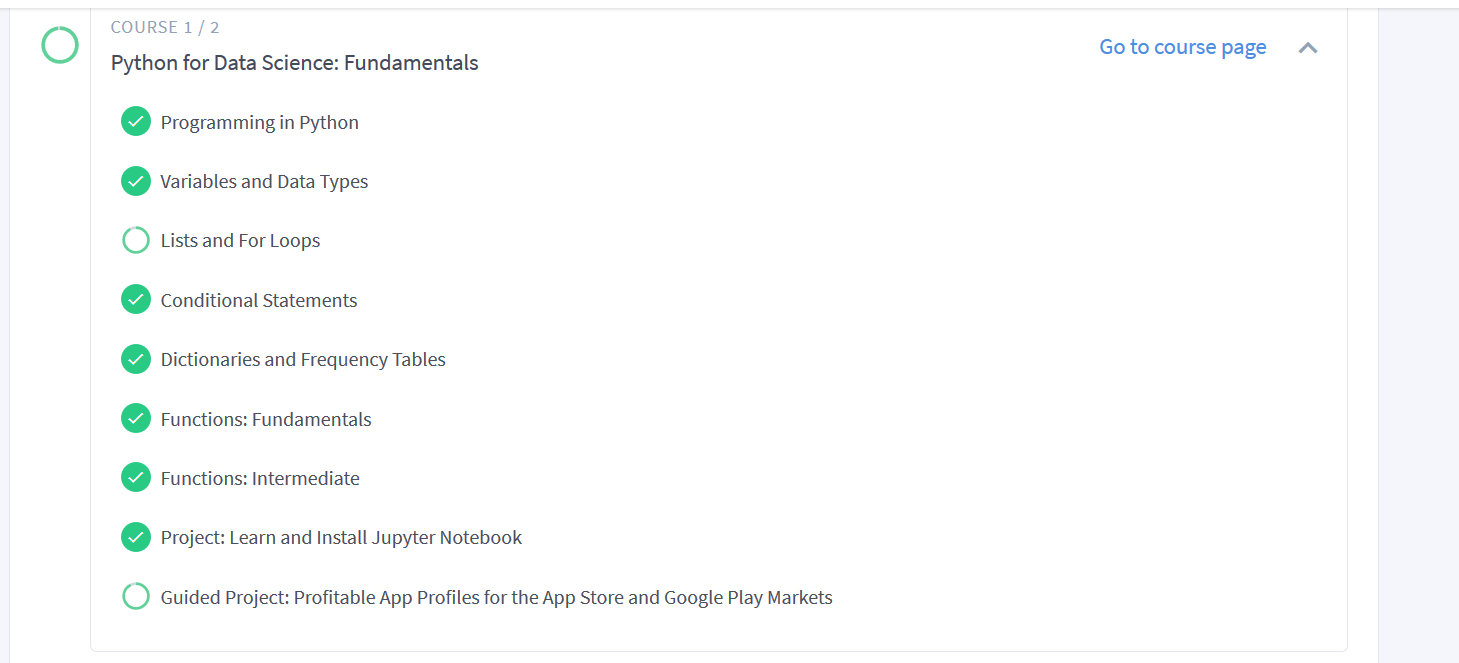 COURSE 1 / 2
Python for Data Science: Fundamentals
Go to course page
Programming in Python
Variables and Data Types
Lists and For Loops
Conditional Statements
Dictionaries and Frequency Tables
Functions: Fundamentals
Functions: Intermediate
Project: Learn and Install Jupyter Notebook
Guided Project: Profitable App Profiles for the App Store and Google Play Markets